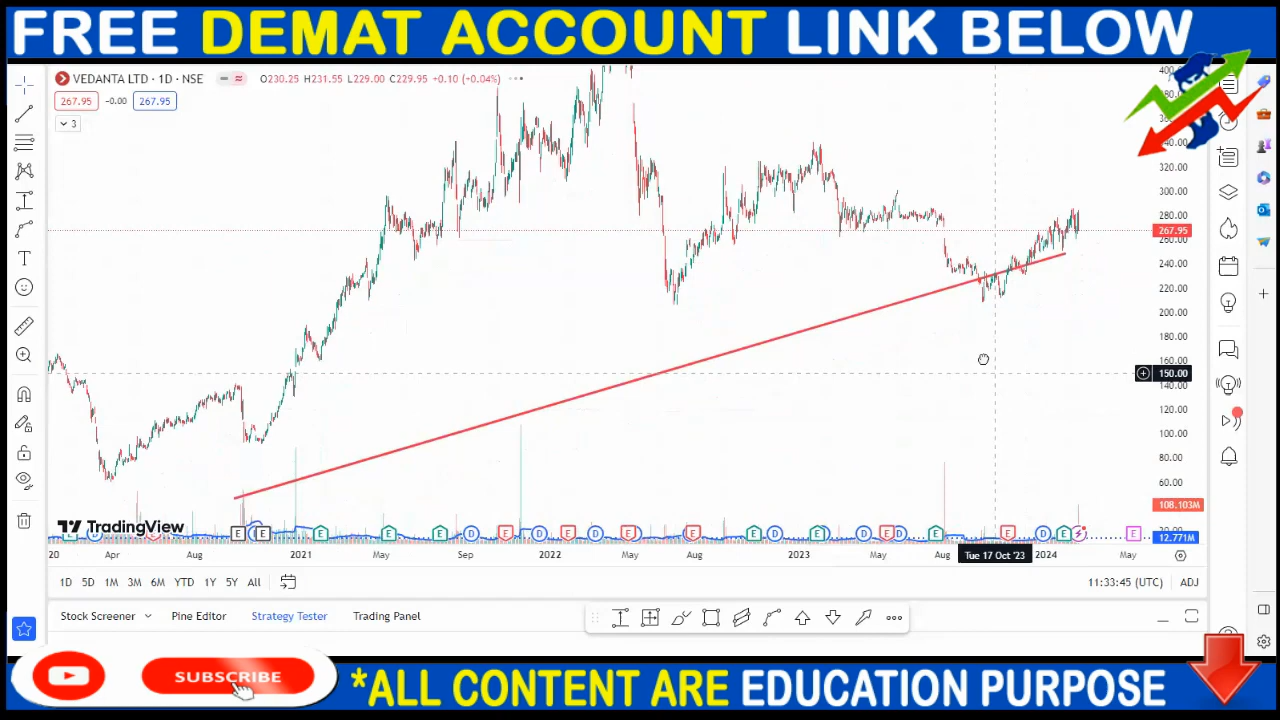 FREE DEMAT ACCOUNT LINK BELOW
VEDANTA LTD · 1D · NSE O230.25 H231.55 L229.00 C229.95 +0.10 (-0.04%)
267.95 -0.00 267.95
3
320.00
300.00
280.00
267.95
260.00
240.00
220.00
200.00
180.00
160.00
150.00
140.00
120.00
100.00
80.00
60.00
108.103M
12.771M
TradingView
20 Apr Aug 2021 May Sep 2022 May Aug 2023 May Aug Tue 17 Oct '23 2024 May
1D 5D 1M 3M 6M YTD 1Y 5Y All 11:33:45 (UTC) ADJ
Stock Screener Pine Editor Strategy Tester Trading Panel
SUBSCRIBE
*ALL CONTENT ARE EDUCATION PURPOSE